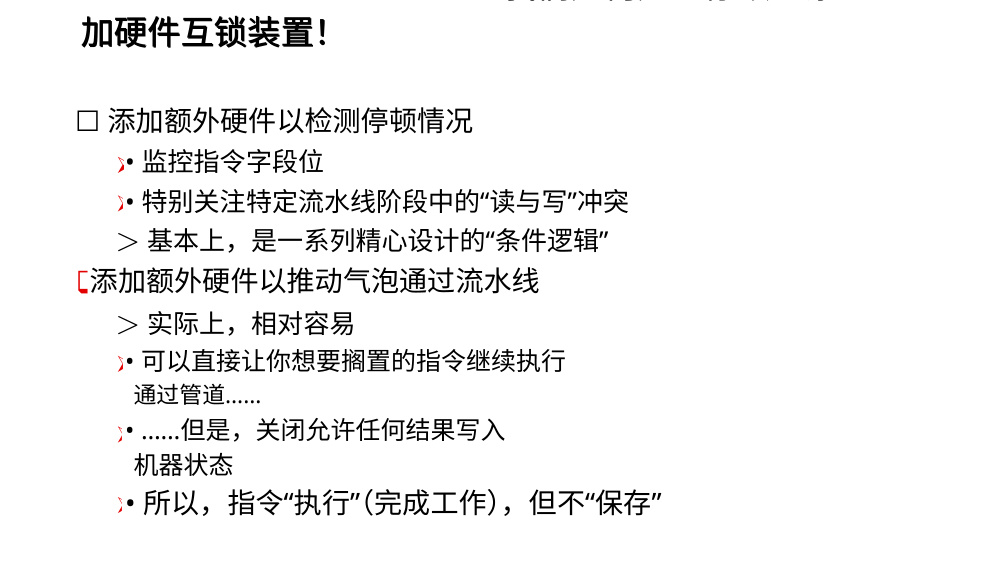 加硬件互锁装置！
□ 添加额外硬件以检测停顿情况
• 监控指令字段位
• 特别关注特定流水线阶段中的“读与写”冲突
＞ 基本上，是一系列精心设计的“条件逻辑”
添加额外硬件以推动气泡通过流水线
＞ 实际上，相对容易
• 可以直接让你想要搁置的指令继续执行
通过管道……
• ……但是，关闭允许任何结果写入
机器状态
• 所以，指令“执行”（完成工作），但不“保存”